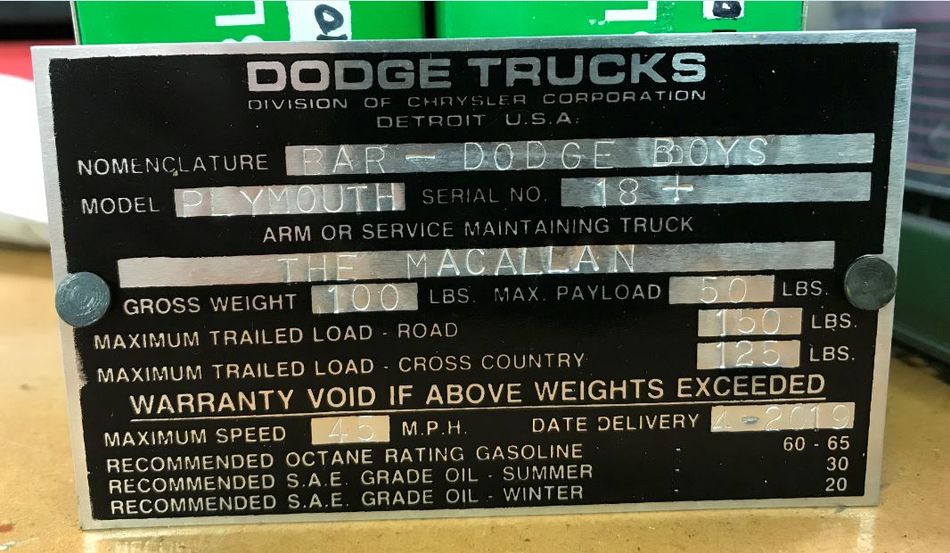 DODGE TRUCKS
DIVISION OF CHRYSLER CORPORATION
DETROIT U.S.A.
NOMENCLATURE BAR - DODGE BOYS
MODEL PLYMOUTH SERIAL NO. 18 +
ARM OR SERVICE MAINTAINING TRUCK
THE MACALLAN
GROSS WEIGHT 100 LBS. MAX. PAYLOAD 50 LBS.
MAXIMUM TRAILED LOAD - ROAD 150 LBS.
MAXIMUM TRAILED LOAD - CROSS COUNTRY 125 LBS.
WARRANTY VOID IF ABOVE WEIGHTS EXCEEDED
MAXIMUM SPEED 45 M.P.H. DATE DELIVERY 4-2019
RECOMMENDED OCTANE RATING GASOLINE : 60 - 65
RECOMMENDED S.A.E. GRADE OIL - SUMMER : 30
RECOMMENDED S.A.E. GRADE OIL - WINTER : 20